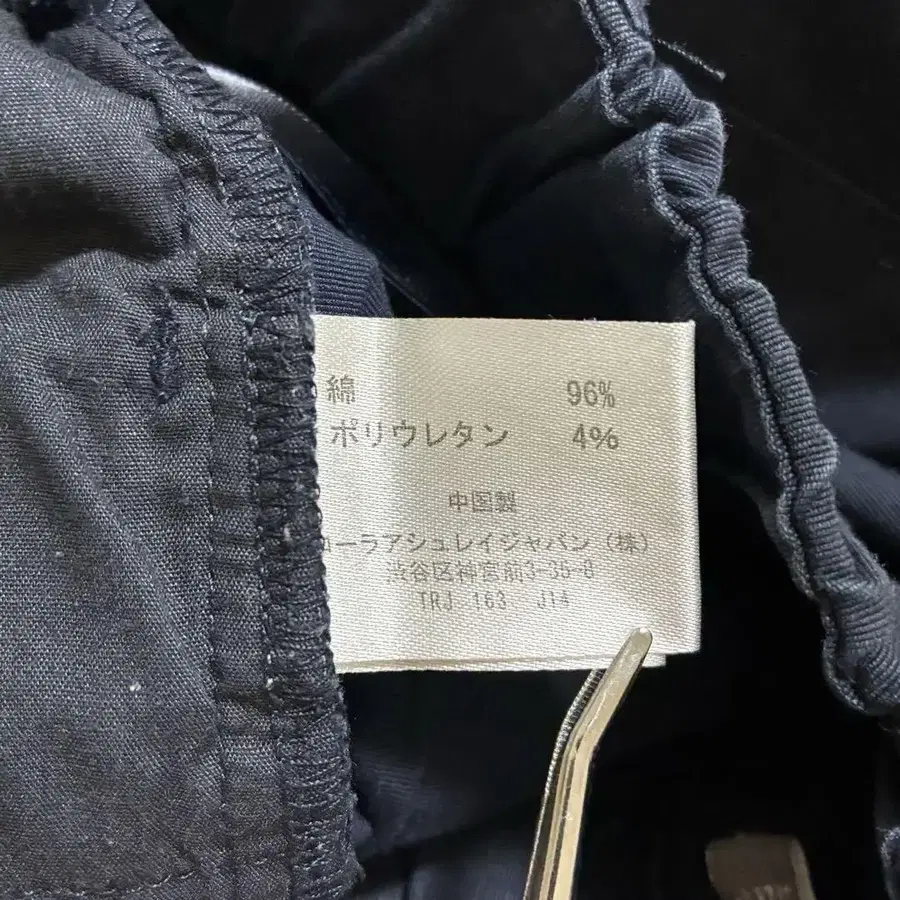 綿 96%
ポリウレタン 4%
中国製
ローラアシュレイジャパン（株）
渋谷区神宮前3-35-8
TRJ 163 J14